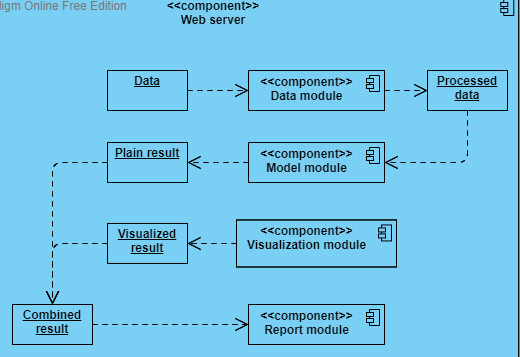 digm Online Free Edition
<<component>>
Web server
Data
<<component>>
Data module
Processed
data
Plain result
<<component>>
Model module
Visualized
result
<<component>>
Visualization module
Combined
result
<<component>>
Report module